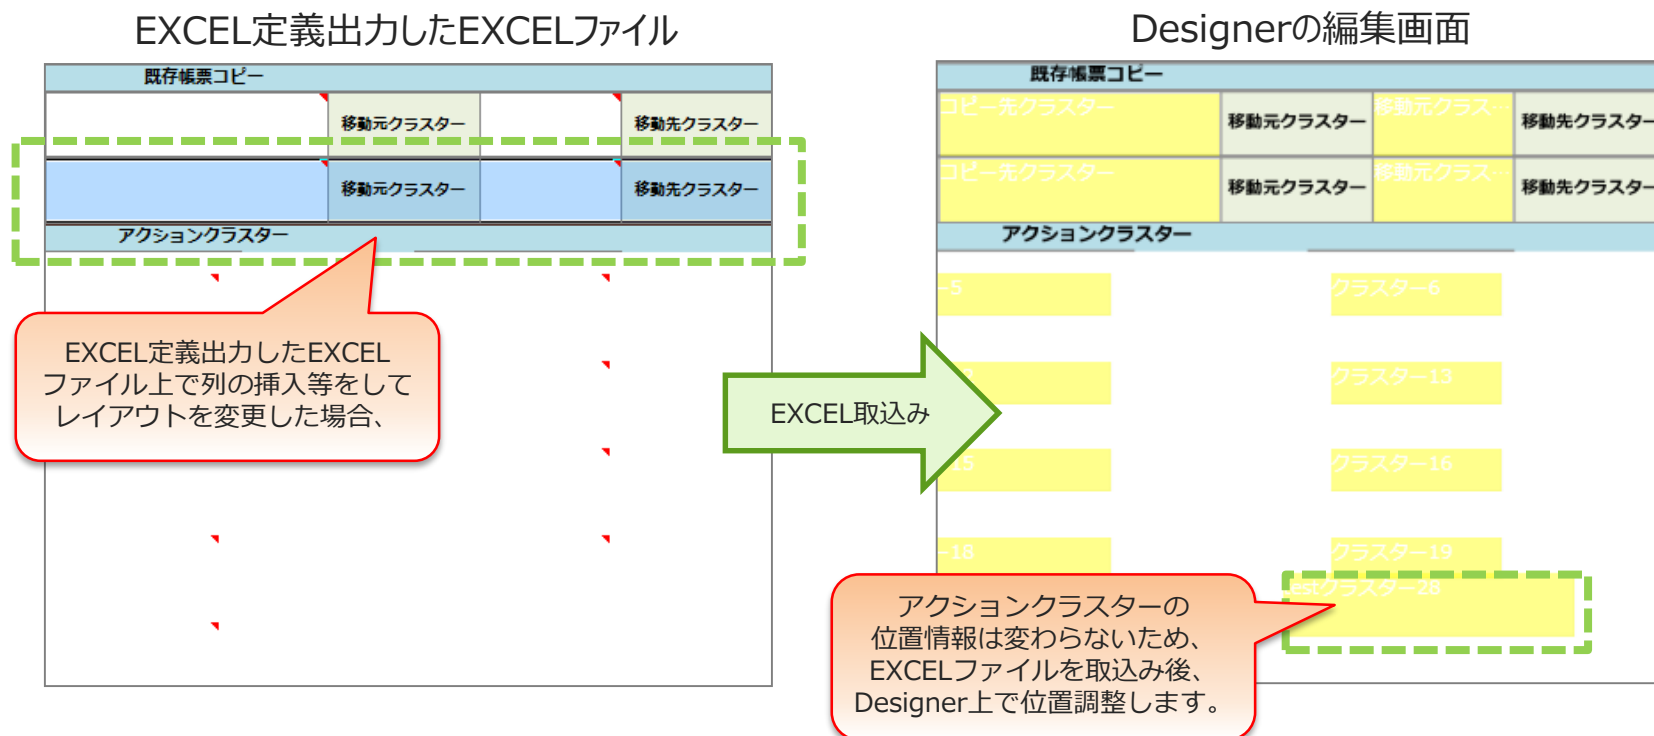 EXCEL定義出力したEXCELファイル
既存帳票コピー
移動元クラスター
移動先クラスター
移動元クラスター
移動先クラスター
アクションクラスター
EXCEL定義出力したEXCEL
ファイル上で列の挿入等をして
レイアウトを変更した場合、
EXCEL取込み
Designerの編集画面
既存帳票コピー
コピー先クラスター
移動元クラスター
移動元クラス…
移動先クラスター
コピー先クラスター
移動元クラスター
移動元クラス…
移動先クラスター
アクションクラスター
-5
クラスター6
クラスター13
15
クラスター16
-18
クラスター19
estクラスター28
アクションクラスターの
位置情報は変わらないため、
EXCELファイルを取込み後、
Designer上で位置調整します。